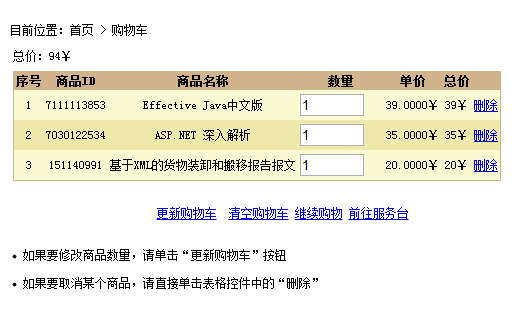 目前位置：首页 > 购物车
总价：94￥
序号 商品ID 商品名称 数量 单价 总价
1 7111113853 Effective Java中文版 1 39.0000￥ 39￥ 删除
2 7030122534 ASP.NET 深入解析 1 35.0000￥ 35￥ 删除
3 151140991 基于XML的货物装卸和搬移报告报文 1 20.0000￥ 20￥ 删除
更新购物车 清空购物车 继续购物 前往服务台
• 如果要修改商品数量，请单击“更新购物车”按钮
• 如果要取消某个商品，请直接单击表格控件中的“删除”